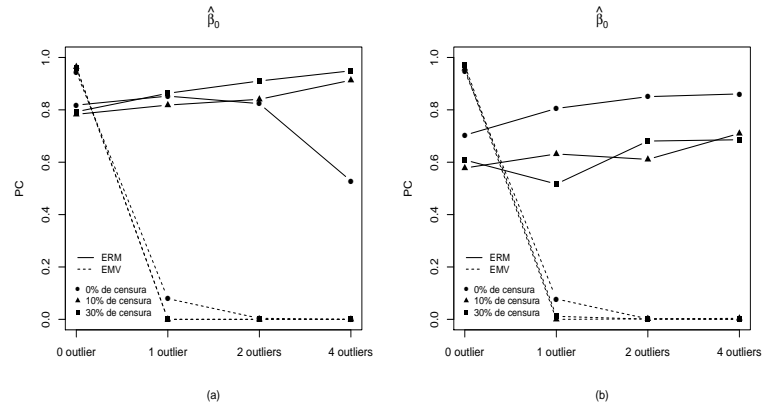 β̂₀
PC
1.0
0.8
0.6
0.4
0.2
0.0
ERM
EMV
0% de censura
10% de censura
30% de censura
0 outlier 1 outlier 2 outliers 4 outliers
(a)
β̂₀
PC
1.0
0.8
0.6
0.4
0.2
0.0
ERM
EMV
0% de censura
10% de censura
30% de censura
0 outlier 1 outlier 2 outliers 4 outliers
(b)